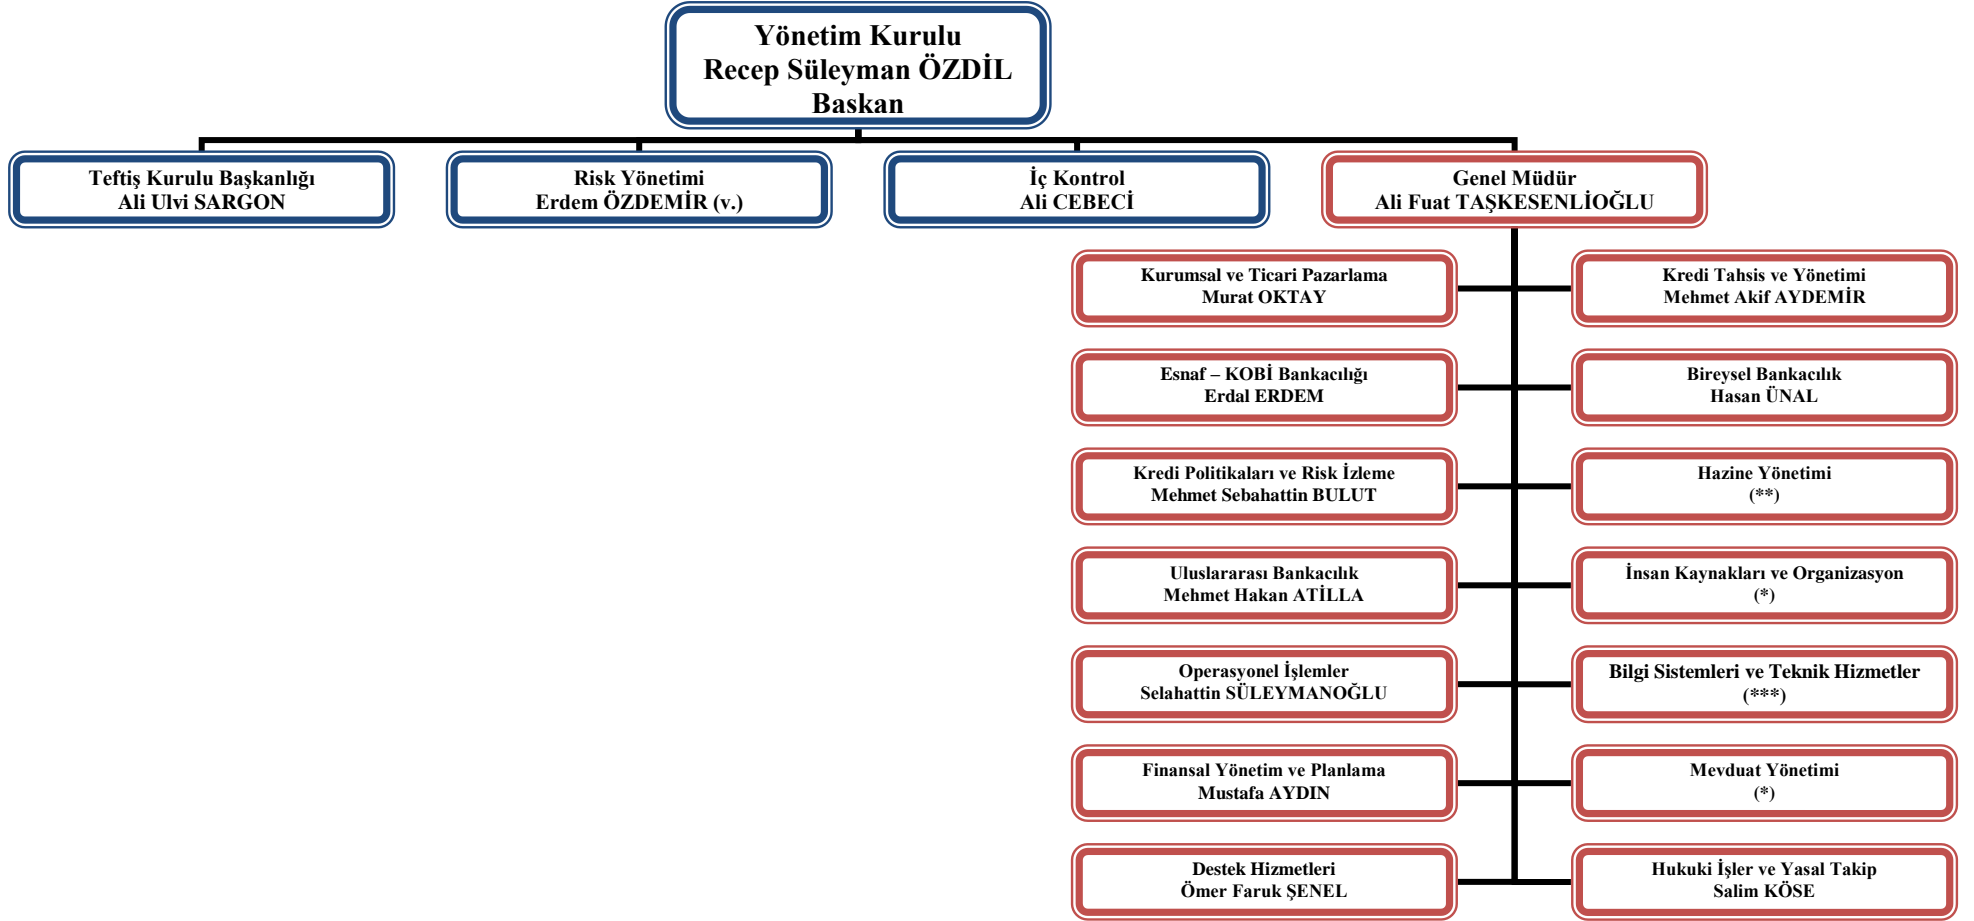 Yönetim Kurulu
Recep Süleyman ÖZDİL
Baskan
Teftiş Kurulu Başkanlığı
Ali Ulvi SARGON
Risk Yönetimi
Erdem ÖZDEMİR (v.)
İç Kontrol
Ali CEBECİ
Genel Müdür
Ali Fuat TAŞKESENLİOĞLU
Kurumsal ve Ticari Pazarlama
Murat OKTAY
Kredi Tahsis ve Yönetimi
Mehmet Akif AYDEMİR
Esnaf – KOBİ Bankacılığı
Erdal ERDEM
Bireysel Bankacılık
Hasan ÜNAL
Kredi Politikaları ve Risk İzleme
Mehmet Sebahattin BULUT
Hazine Yönetimi
(**)
Uluslararası Bankacılık
Mehmet Hakan ATİLLA
İnsan Kaynakları ve Organizasyon
(*)
Operasyonel İşlemler
Selahattin SÜLEYMANOĞLU
Bilgi Sistemleri ve Teknik Hizmetler
(***)
Finansal Yönetim ve Planlama
Mustafa AYDIN
Mevduat Yönetimi
(*)
Destek Hizmetleri
Ömer Faruk ŞENEL
Hukuki İşler ve Yasal Takip
Salim KÖSE